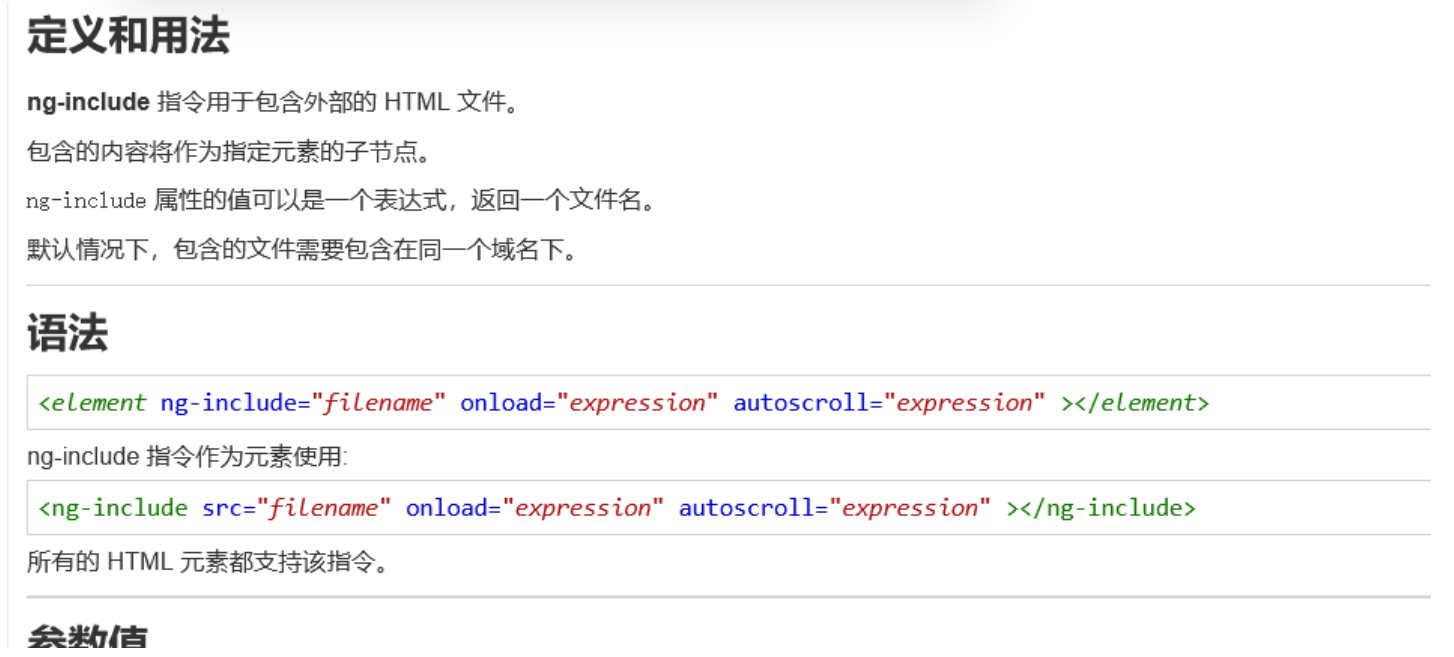 定义和用法
ng-include 指令用于包含外部的 HTML 文件。
包含的内容将作为指定元素的子节点。
ng-include 属性的值可以是一个表达式，返回一个文件名。
默认情况下，包含的文件需要包含在同一个域名下。
语法
<element ng-include="filename" onload="expression" autoscroll="expression" ></element>
ng-include 指令作为元素使用:
<ng-include src="filename" onload="expression" autoscroll="expression" ></ng-include>
所有的 HTML 元素都支持该指令。
参数值